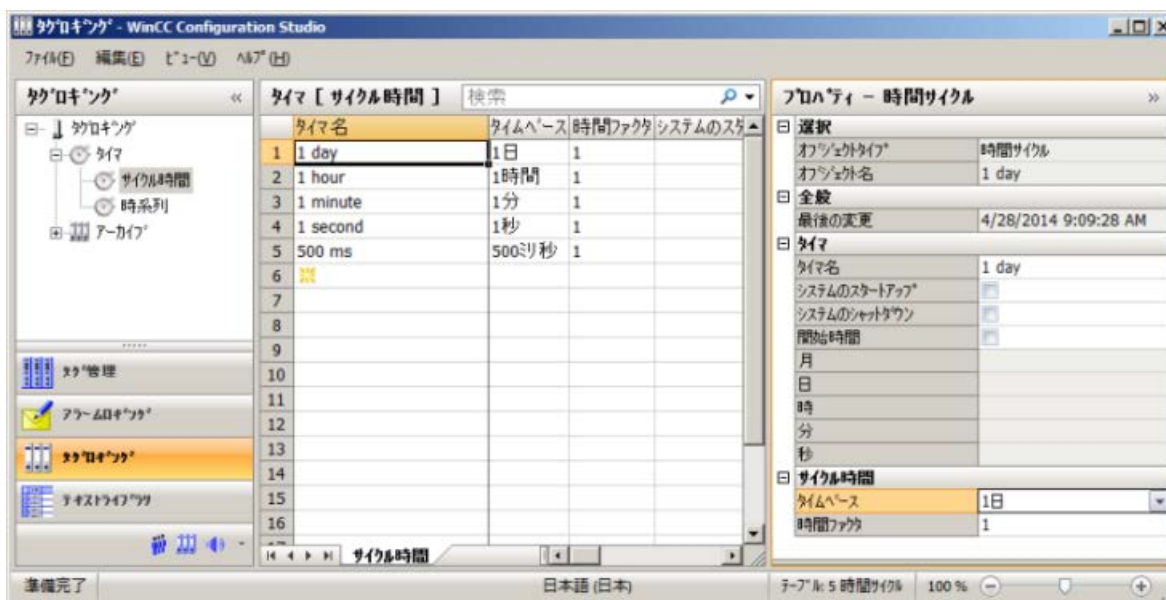 タグロギング - WinCC Configuration Studio
ファイル(F) 編集(E) ビュー(V) ヘルプ(H)
タグロギング «
タグロギング
タイマ
サイクル時間
時系列
アーカイブ
タグ管理
アラームロギング
タグロギング
テキストライブラリ
タイマ [ サイクル時間 ] 検索
タイマ名 タイムベース 時間ファクタ システムのスタ
1 1 day 1日 1
2 1 hour 1時間 1
3 1 minute 1分 1
4 1 second 1秒 1
5 500 ms 500ミリ秒 1
6
7
8
9
10
11
12
13
14
15
16
サイクル時間
プロパティ - 時間サイクル »
選択
オブジェクトタイプ 時間サイクル
オブジェクト名 1 day
全般
最後の変更 4/28/2014 9:09:28 AM
タイマ
タイマ名 1 day
システムのスタートアップ
システムのシャットダウン
開始時間
月
日
時
分
秒
サイクル時間
タイムベース 1日
時間ファクタ 1
準備完了 日本語 (日本) テーブル: 5 時間サイクル 100 %